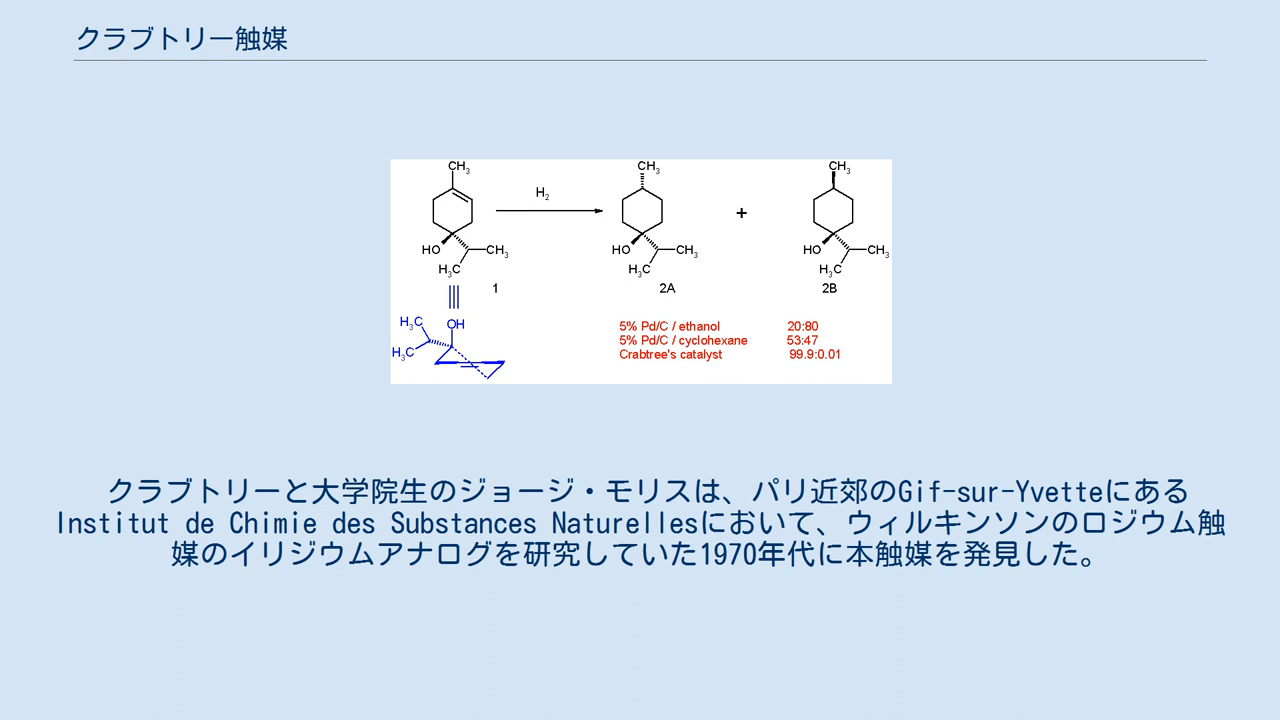 クラブトリー触媒
CH3 CH3 CH3
H2
+
HO CH3 HO CH3 HO CH3
H3C H3C H3C
1 2A 2B
H3C OH
H3C
5% Pd/C / ethanol 20:80
5% Pd/C / cyclohexane 53:47
Crabtree's catalyst 99.9:0.01
クラブトリーと大学院生のジョージ・モリスは、パリ近郊のGif-sur-Yvetteにある
Institut de Chimie des Substances Naturellesにおいて、ウィルキンソンのロジウム触
媒のイリジウムアナログを研究していた1970年代に本触媒を発見した。